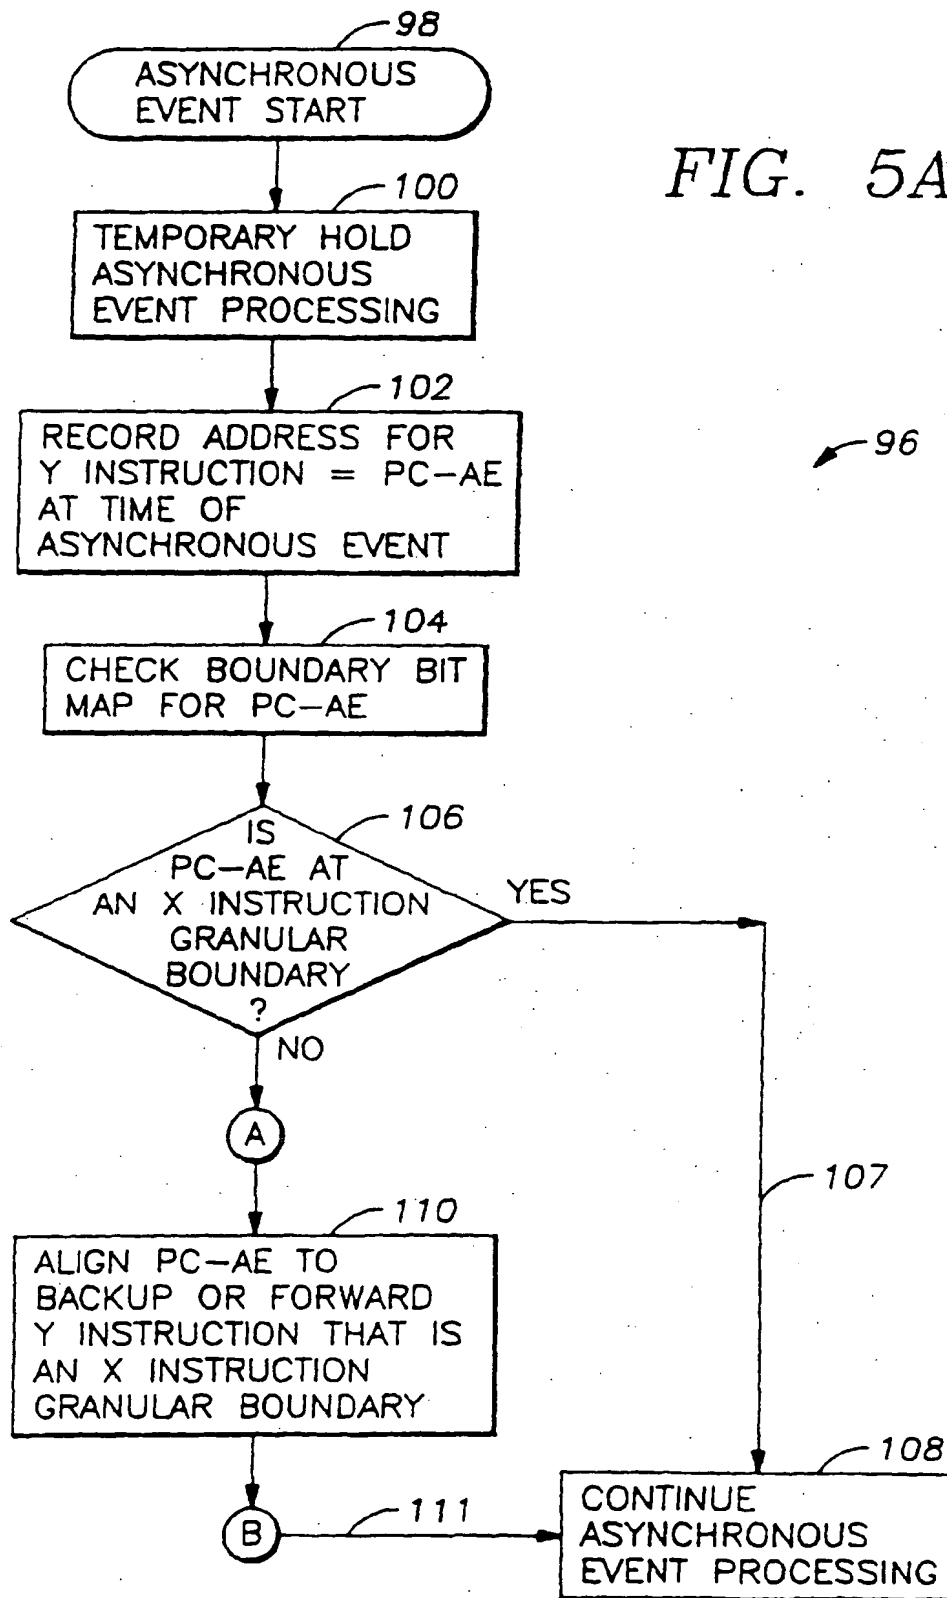 98
ASYNCHRONOUS
EVENT START
FIG. 5A
100
TEMPORARY HOLD
ASYNCHRONOUS
EVENT PROCESSING
102
RECORD ADDRESS FOR
Y INSTRUCTION = PC-AE
AT TIME OF
ASYNCHRONOUS EVENT
96
104
CHECK BOUNDARY BIT
MAP FOR PC-AE
106
IS
PC-AE AT
AN X INSTRUCTION
GRANULAR
BOUNDARY
?
YES
NO
A
107
110
ALIGN PC-AE TO
BACKUP OR FORWARD
Y INSTRUCTION THAT IS
AN X INSTRUCTION
GRANULAR BOUNDARY
108
B
111
CONTINUE
ASYNCHRONOUS
EVENT PROCESSING